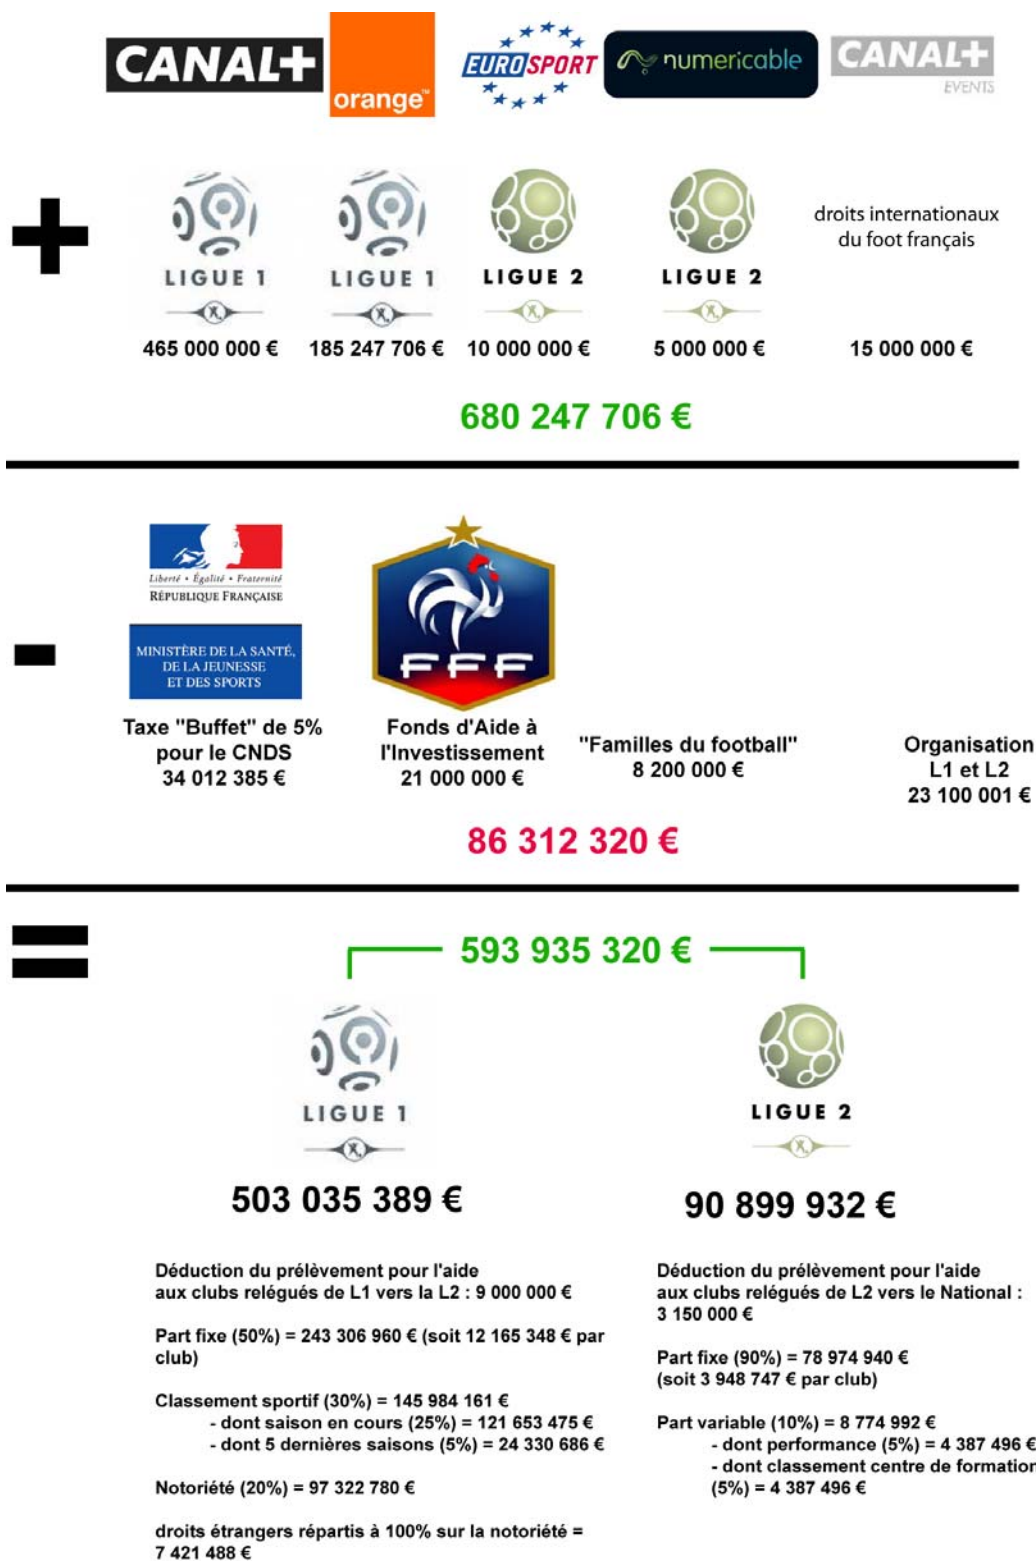 CANAL+
orange™
EUROSPORT
numericable
CANAL+
EVENTS
+
LIGUE 1
LIGUE 1
LIGUE 2
LIGUE 2
droits internationaux
du foot français
465 000 000 €
185 247 706 €
10 000 000 €
5 000 000 €
15 000 000 €
680 247 706 €
-
Liberté • Égalité • Fraternité
RÉPUBLIQUE FRANÇAISE
MINISTÈRE DE LA SANTÉ,
DE LA JEUNESSE
ET DES SPORTS
FFF
Taxe "Buffet" de 5%
pour le CNDS
34 012 385 €
Fonds d'Aide à
l'Investissement
21 000 000 €
"Familles du football"
8 200 000 €
Organisation
L1 et L2
23 100 001 €
86 312 320 €
=
593 935 320 €
LIGUE 1
LIGUE 2
503 035 389 €
90 899 932 €
Déduction du prélèvement pour l'aide
aux clubs relégués de L1 vers la L2 : 9 000 000 €
Part fixe (50%) = 243 306 960 € (soit 12 165 348 € par
club)
Classement sportif (30%) = 145 984 161 €
- dont saison en cours (25%) = 121 653 475 €
- dont 5 dernières saisons (5%) = 24 330 686 €
Notoriété (20%) = 97 322 780 €
droits étrangers répartis à 100% sur la notoriété =
7 421 488 €
Déduction du prélèvement pour l'aide
aux clubs relégués de L2 vers le National :
3 150 000 €
Part fixe (90%) = 78 974 940 €
(soit 3 948 747 € par club)
Part variable (10%) = 8 774 992 €
- dont performance (5%) = 4 387 496 €
- dont classement centre de formation
(5%) = 4 387 496 €